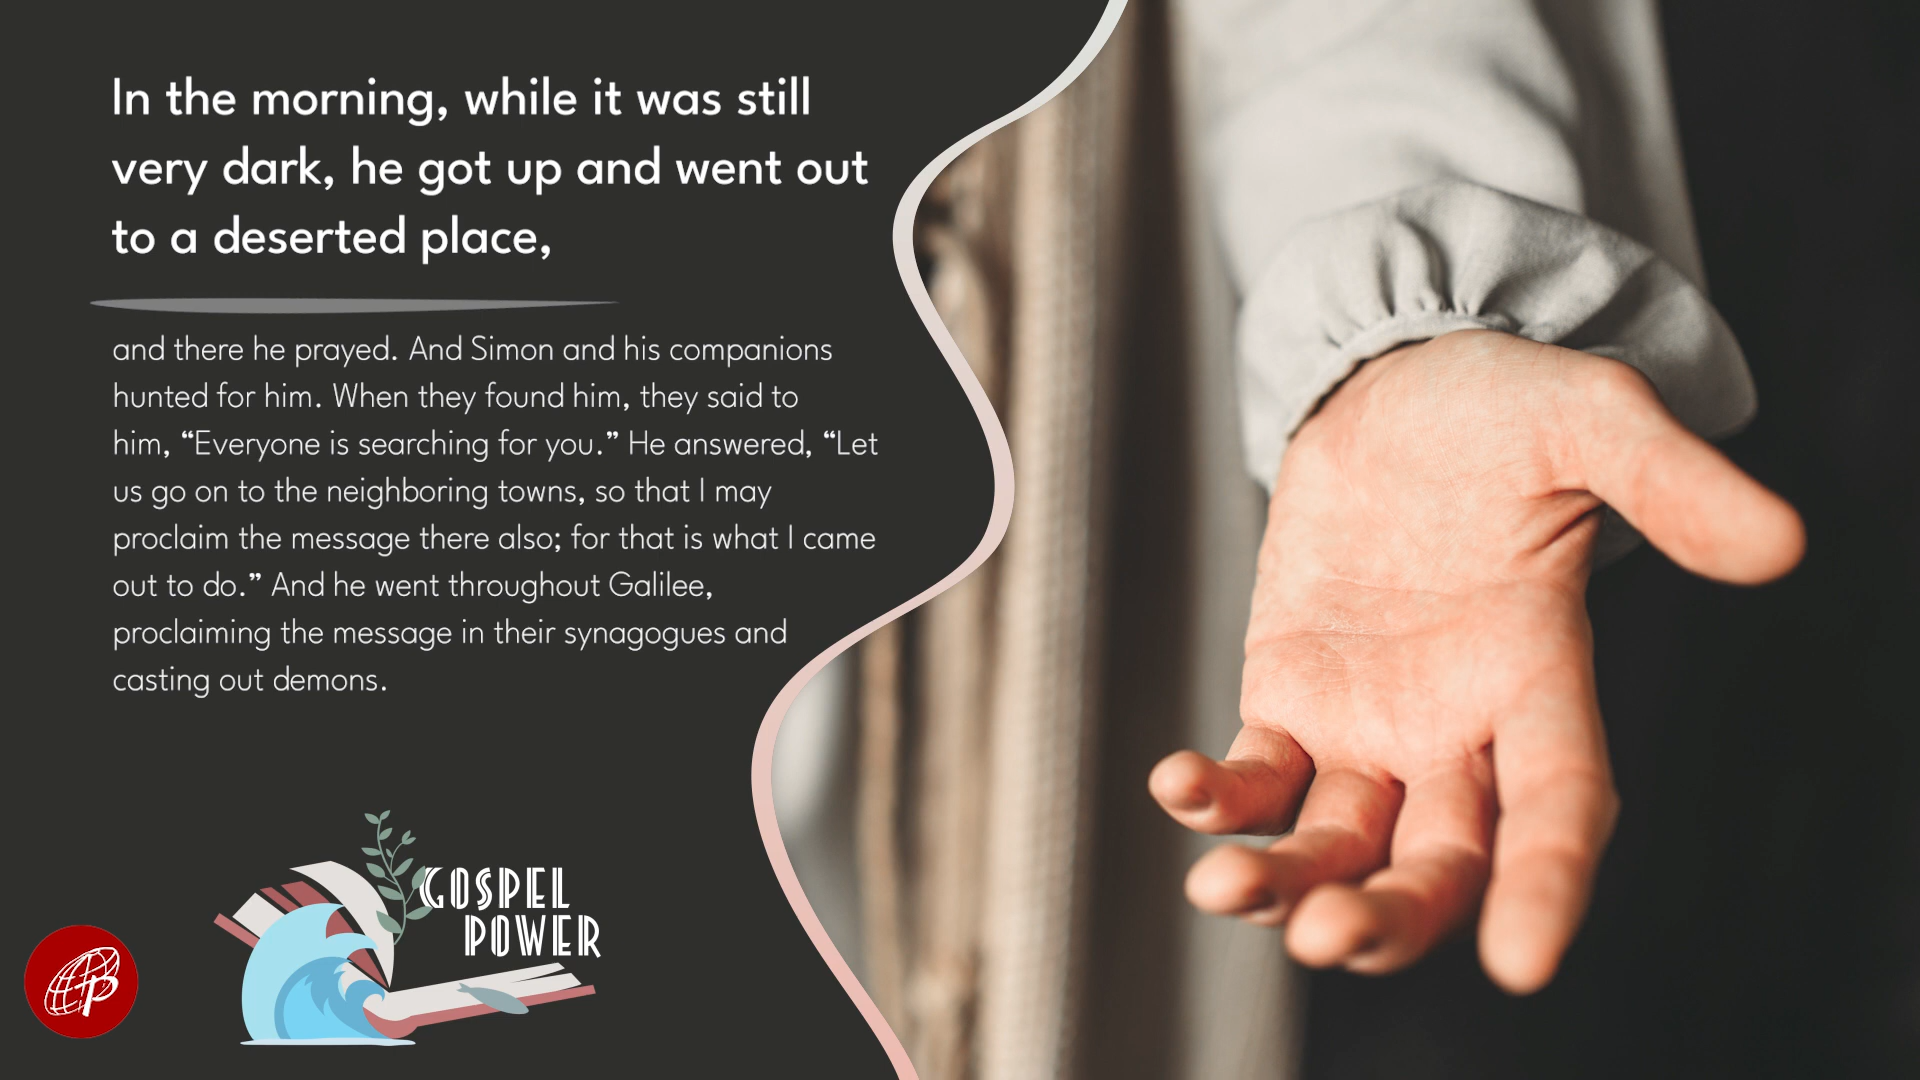 In the morning, while it was still
very dark, he got up and went out
to a deserted place,
and there he prayed. And Simon and his companions
hunted for him. When they found him, they said to
him, “Everyone is searching for you.” He answered, “Let
us go on to the neighboring towns, so that I may
proclaim the message there also; for that is what I came
out to do.” And he went throughout Galilee,
proclaiming the message in their synagogues and
casting out demons.
GOSPEL
POWER